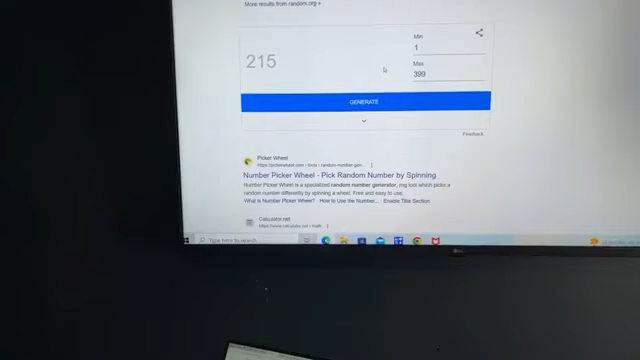 More results from random.org »
Min
1
215
Max
399
GENERATE
Feedback
Picker Wheel
Number Picker Wheel - Pick Random Number by Spinning
Number Picker Wheel is a specialized random number generator, rng tool which picks a
random number differently by spinning a wheel. Free and easy to use.
What is Number Picker Wheel? · How to Use the Number... · Enable Title Section
Calculator.net
Type here to search